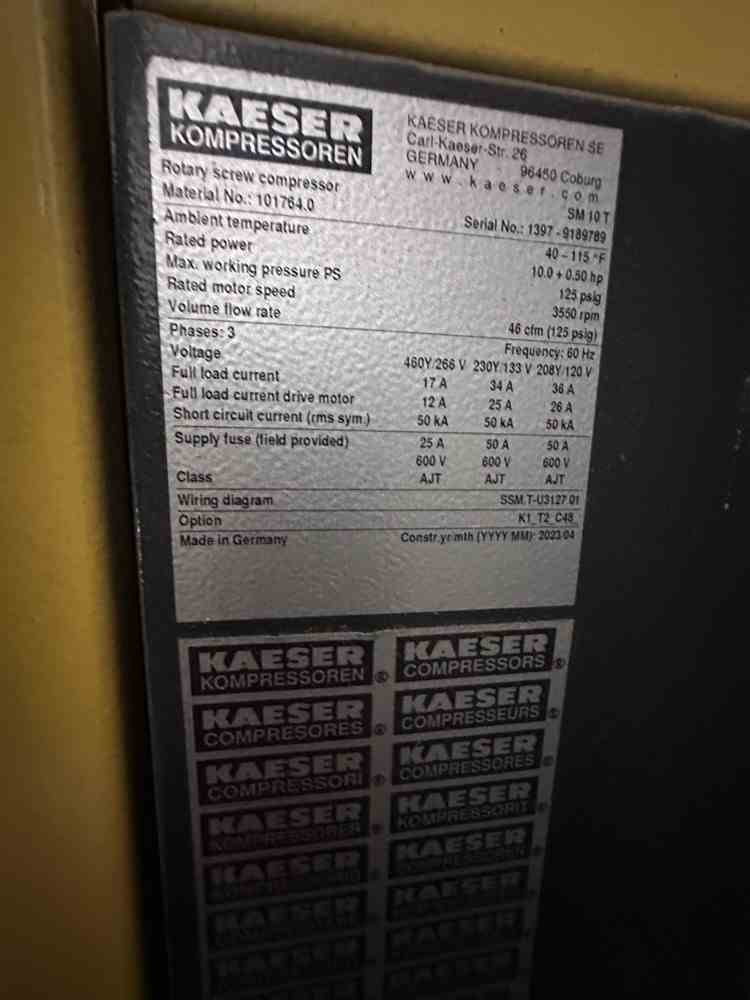 KAESER
KOMPRESSOREN
KAESER KOMPRESSOREN SE
Carl-Kaeser-Str. 26
GERMANY 96450 Coburg
www.kaeser.com
Rotary screw compressor SM 10 T
Material No.: 101764.0 Serial No.: 1397 - 9189789
Ambient temperature 40 - 115 °F
Rated power 10.0 + 0.50 hp
Max. working pressure PS 125 psig
Rated motor speed 3550 rpm
Volume flow rate 46 cfm (125 psig)
Phases: 3 Frequency: 60 Hz
Voltage 460Y/266 V 230Y/133 V 208Y/120 V
Full load current 17 A 34 A 36 A
Full load current drive motor 12 A 25 A 26 A
Short circuit current (rms sym.) 50 kA 50 kA 50 kA
Supply fuse (field provided) 25 A 50 A 50 A
600 V 600 V 600 V
Class AJT AJT AJT
Wiring diagram SSM.T-U3127.01
Option K1_T2_C48
Made in Germany Constr.yr/mth (YYYY MM): 2023 04
KAESER KAESER
KOMPRESSOREN ® COMPRESSORS ®
KAESER KAESER
COMPRESORES ® COMPRESSEURS ®
KAESER KAESER
COMPRESSORI ® COMPRESSORES ®
KAESER KAESER
KOMPRESSORER KOMPRESSORIT
KAESER KAESER
KAESER KAESER
KAESER KAESER
KAESER KAESER